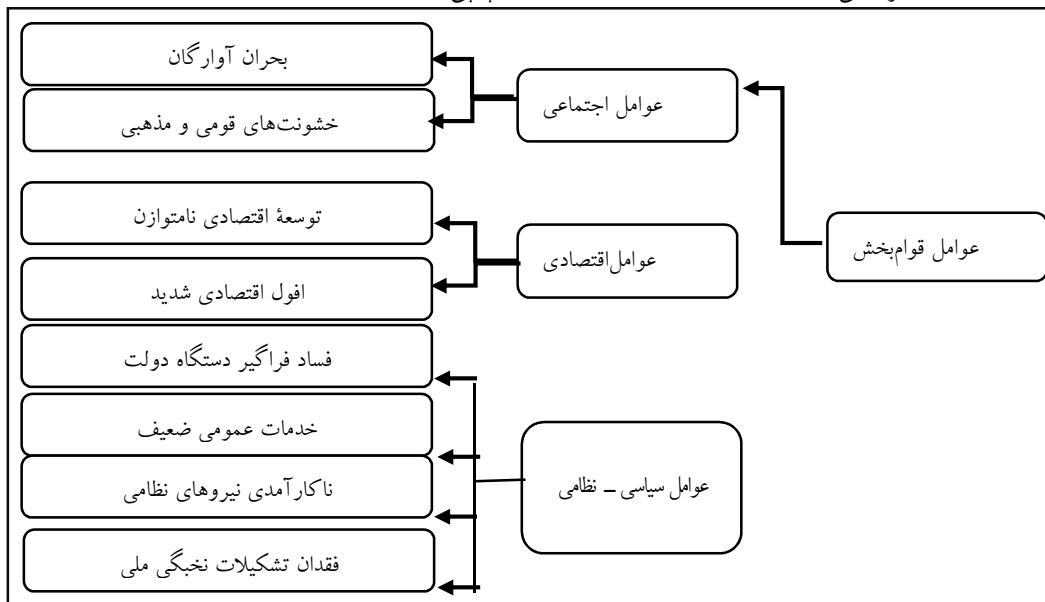 عوامل قوام‌بخش
عوامل اجتماعی
بحران آوارگان
خشونت‌های قومی و مذهبی
عوامل‌اقتصادی
توسعهٔ اقتصادی نامتوازن
افول اقتصادی شدید
عوامل سیاسی – نظامی
فساد فراگیر دستگاه دولت
خدمات عمومی ضعیف
ناکارآمدی نیروهای نظامی
فقدان تشکیلات نخبگی ملی